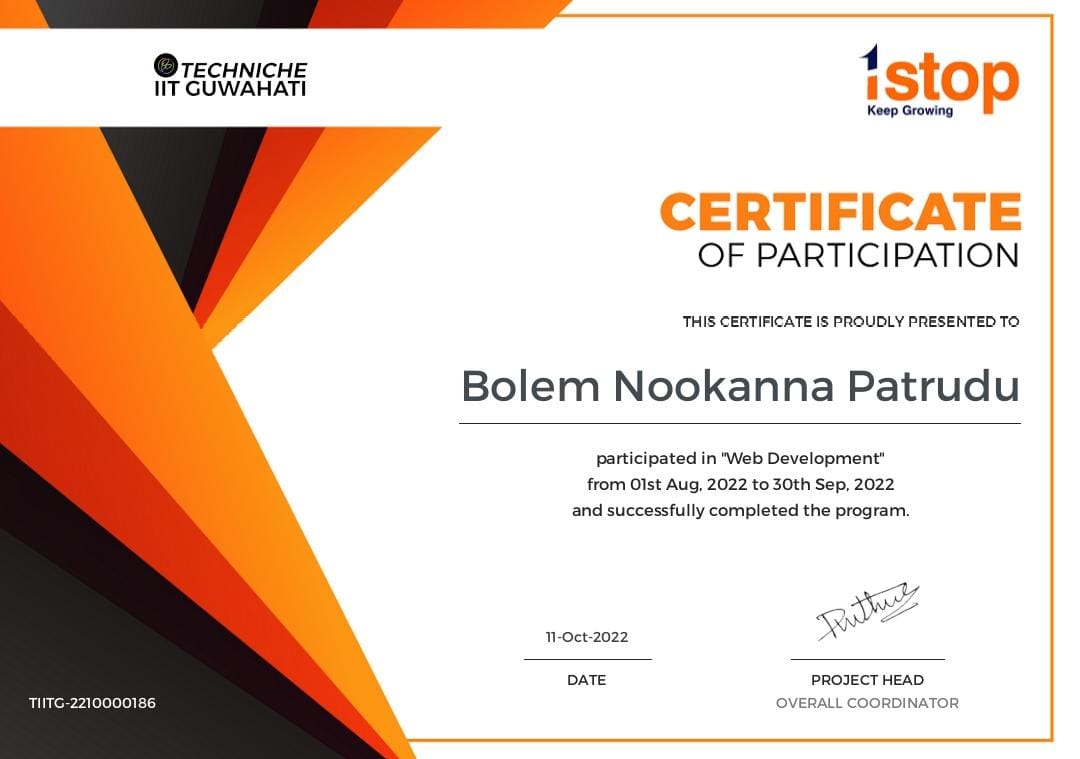 TECHNICHE
IIT GUWAHATI
1stop
Keep Growing
CERTIFICATE
OF PARTICIPATION
THIS CERTIFICATE IS PROUDLY PRESENTED TO
Bolem Nookanna Patrudu
participated in "Web Development"
from 01st Aug, 2022 to 30th Sep, 2022
and successfully completed the program.
11-Oct-2022
DATE
PROJECT HEAD
OVERALL COORDINATOR
TIITG-2210000186